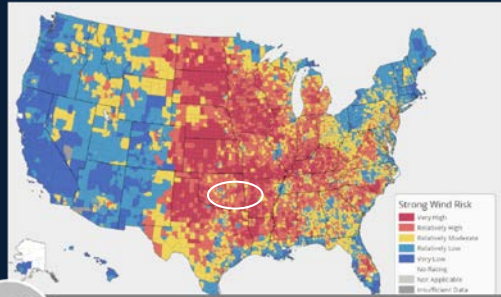 Strong Wind Risk
Very High
Relatively High
Relatively Moderate
Relatively Low
Very Low
No Rating
Not Applicable
Insufficient Data